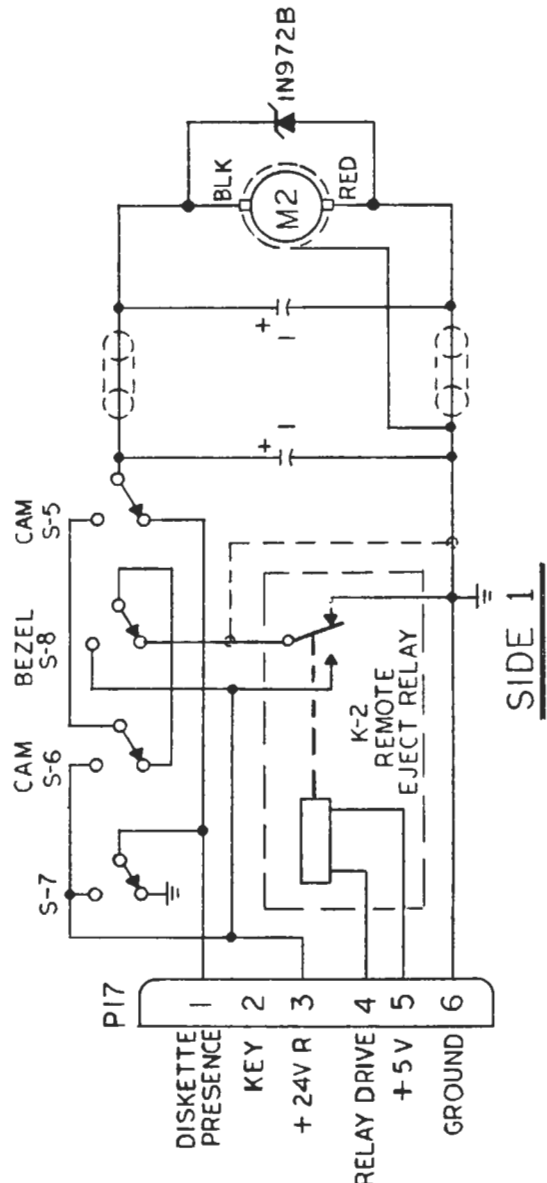 S-7
CAM
S-6
BEZEL
S-8
CAM
S-5
P17
DISKETTE
PRESENCE
1
KEY
2
+ 24V R
3
RELAY DRIVE
4
+ 5 V
5
GROUND
6
K-2
REMOTE
EJECT RELAY
+
−
+
−
BLK
M2
RED
1N972B
SIDE 1